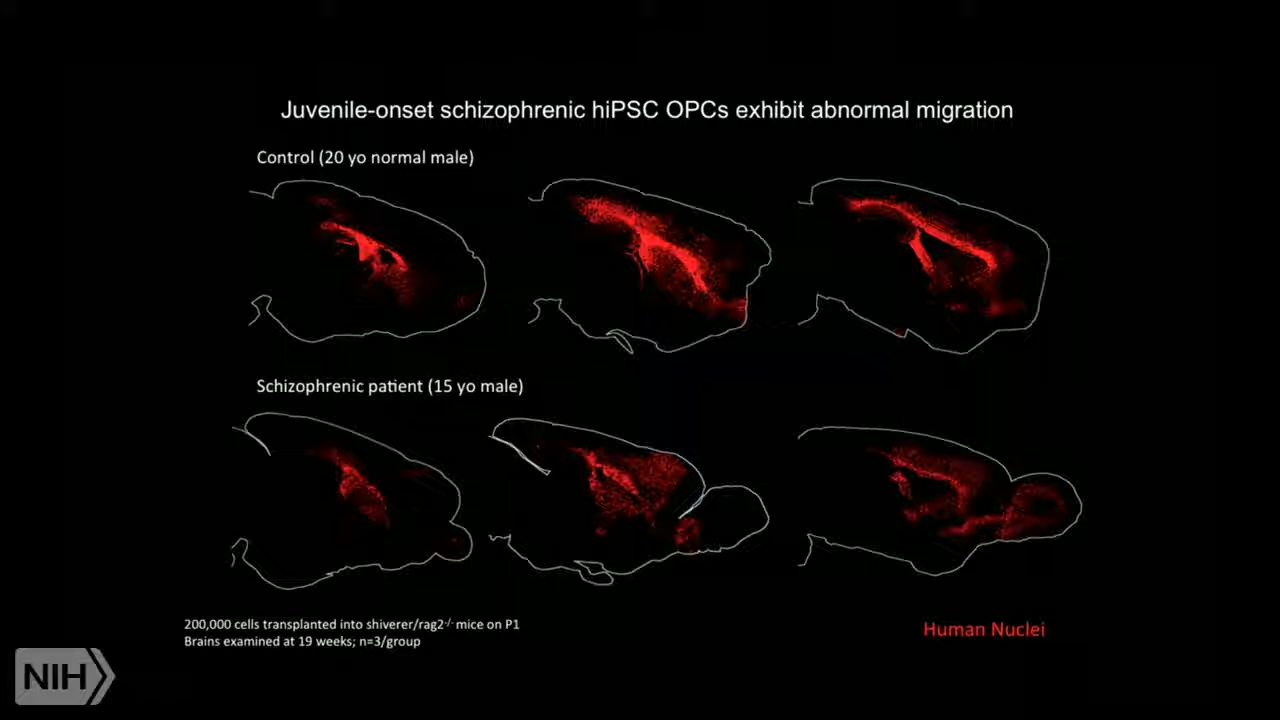 Juvenile-onset schizophrenic hiPSC OPCs exhibit abnormal migration
Control (20 yo normal male)
Schizophrenic patient (15 yo male)
200,000 cells transplanted into shiverer/rag2-/- mice on P1
Brains examined at 19 weeks; n=3/group
Human Nuclei
NIH